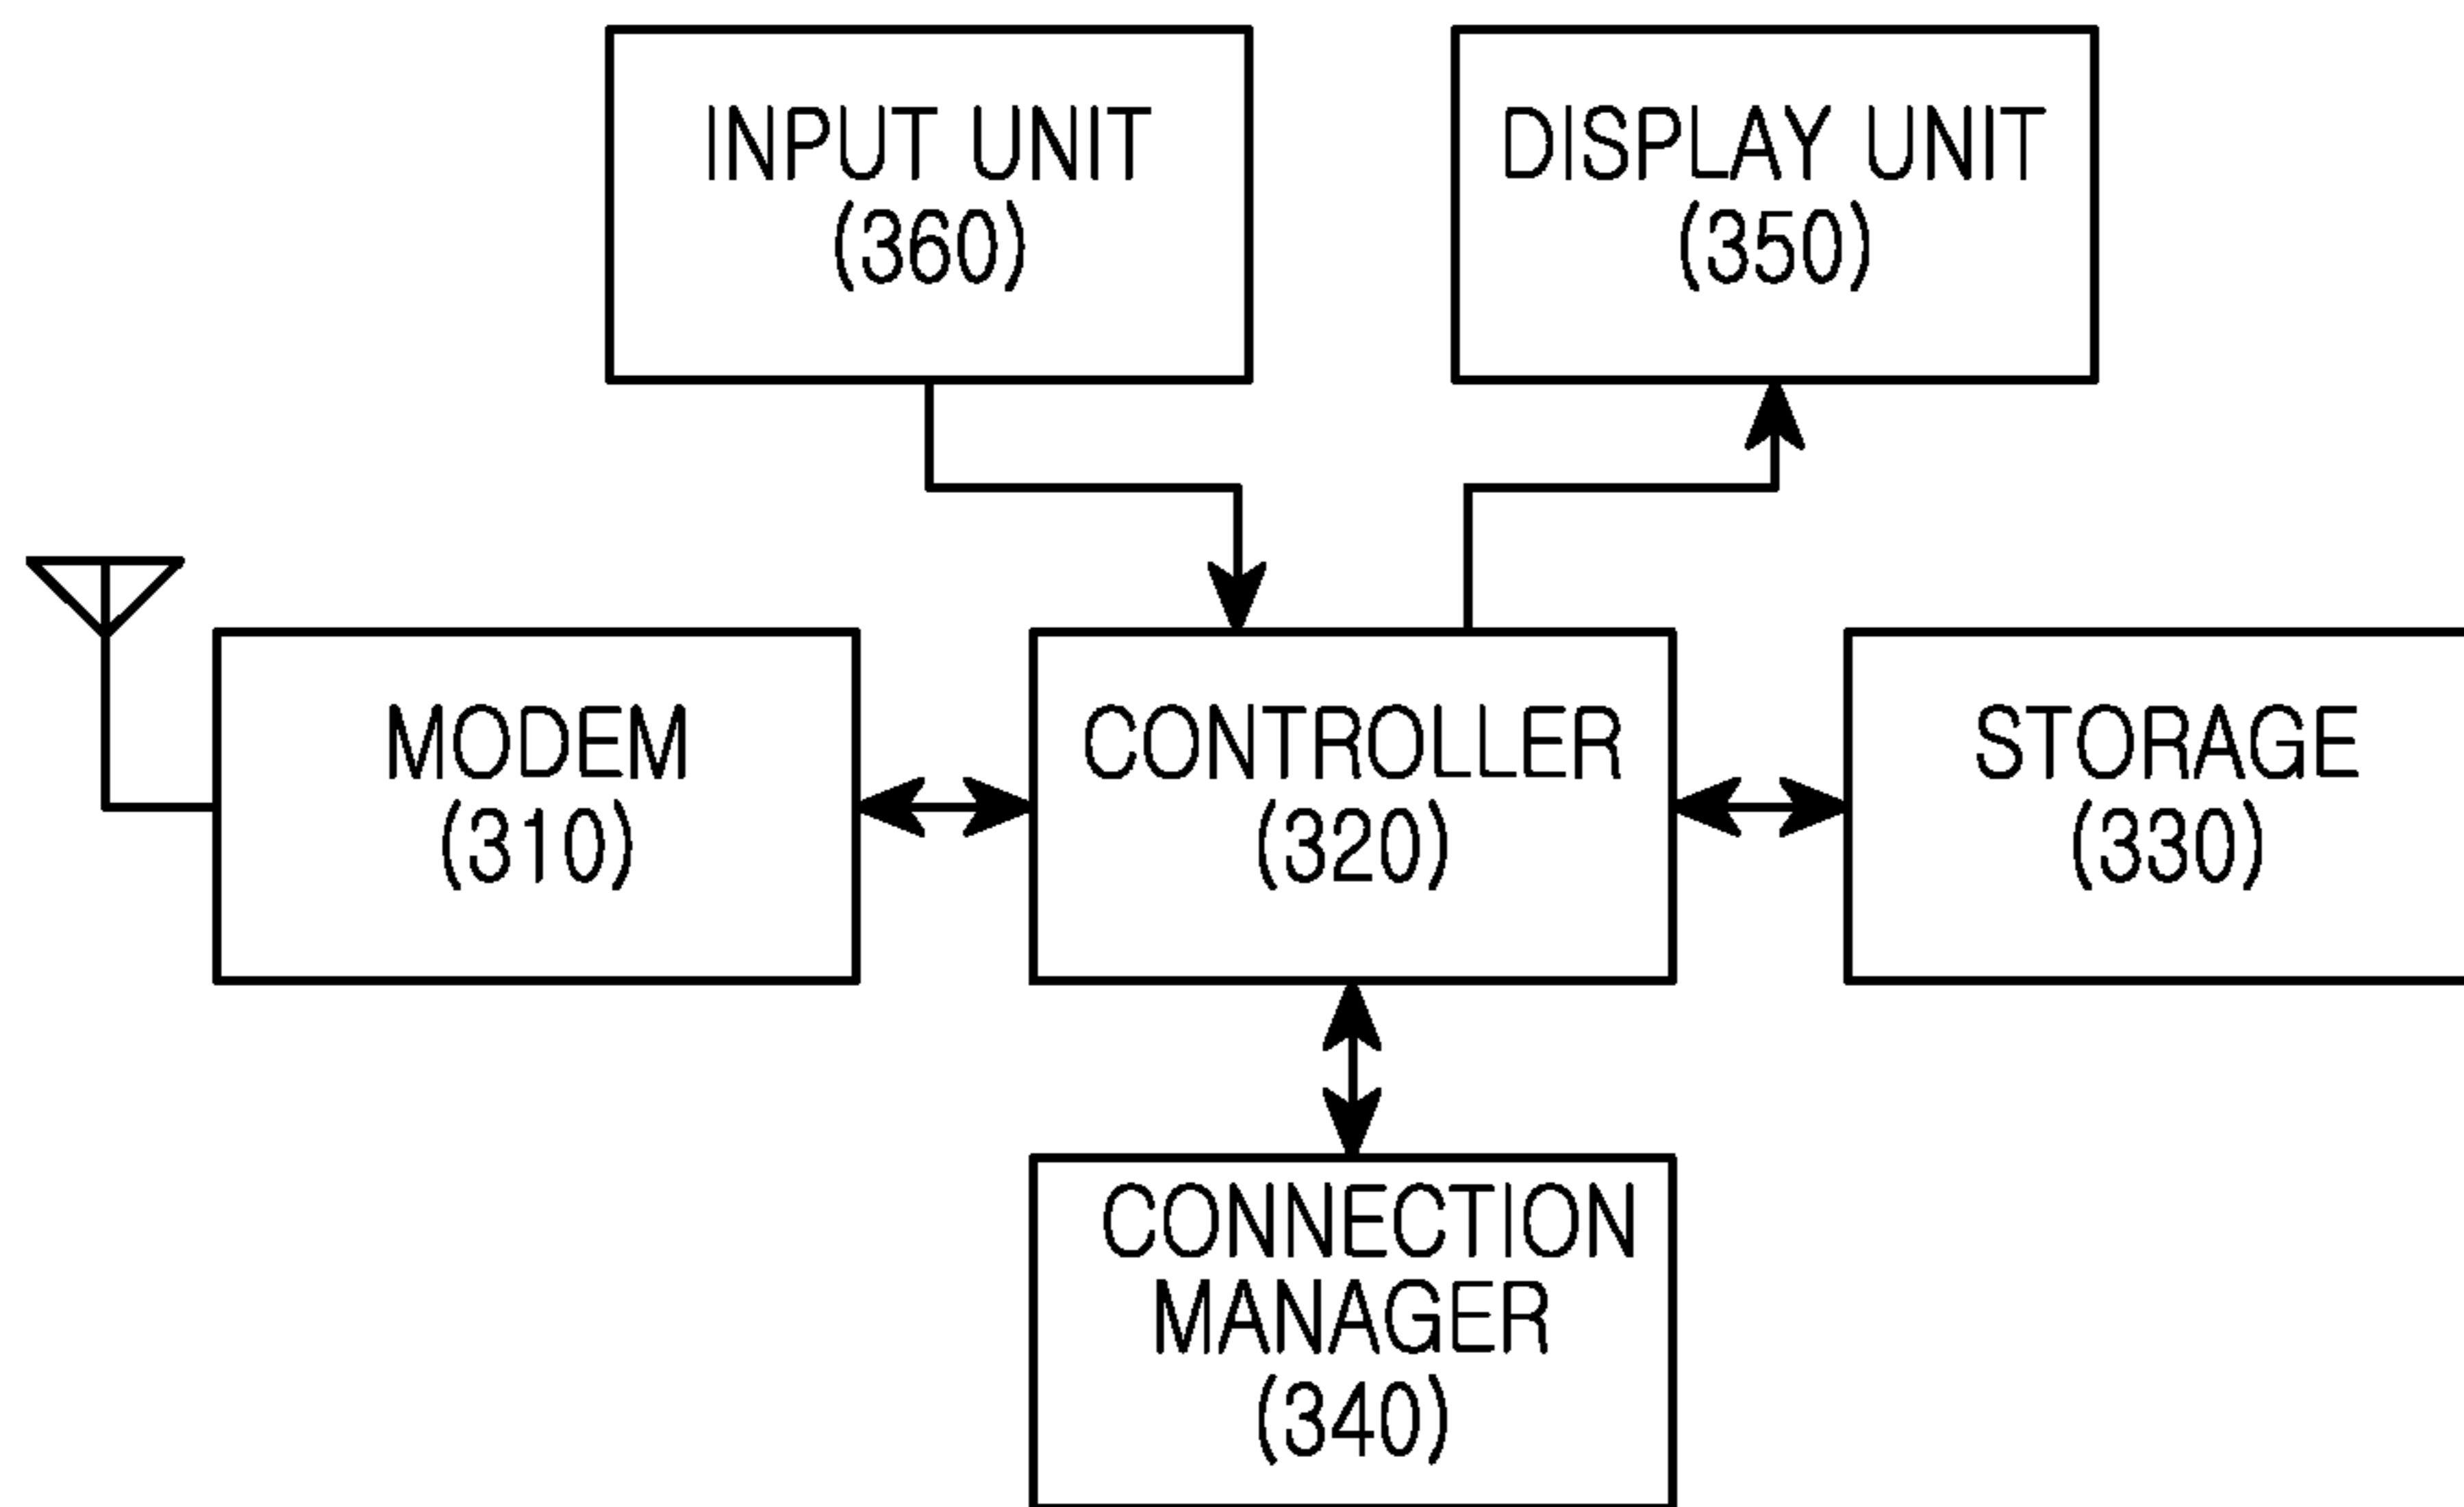 INPUT UNIT
(360)
DISPLAY UNIT
(350)
MODEM
(310)
CONTROLLER
(320)
STORAGE
(330)
CONNECTION
MANAGER
(340)